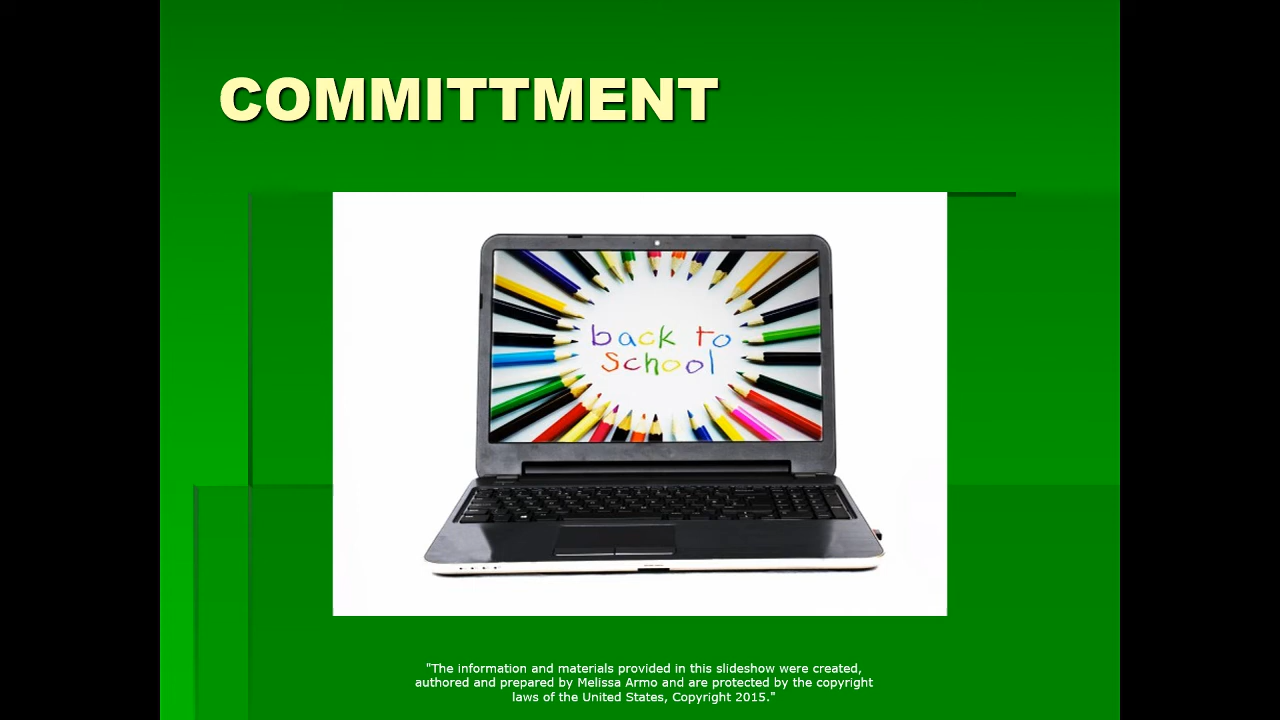 COMMITTMENT
back to
school
"The information and materials provided in this slideshow were created,
authored and prepared by Melissa Armo and are protected by the copyright
laws of the United States, Copyright 2015."